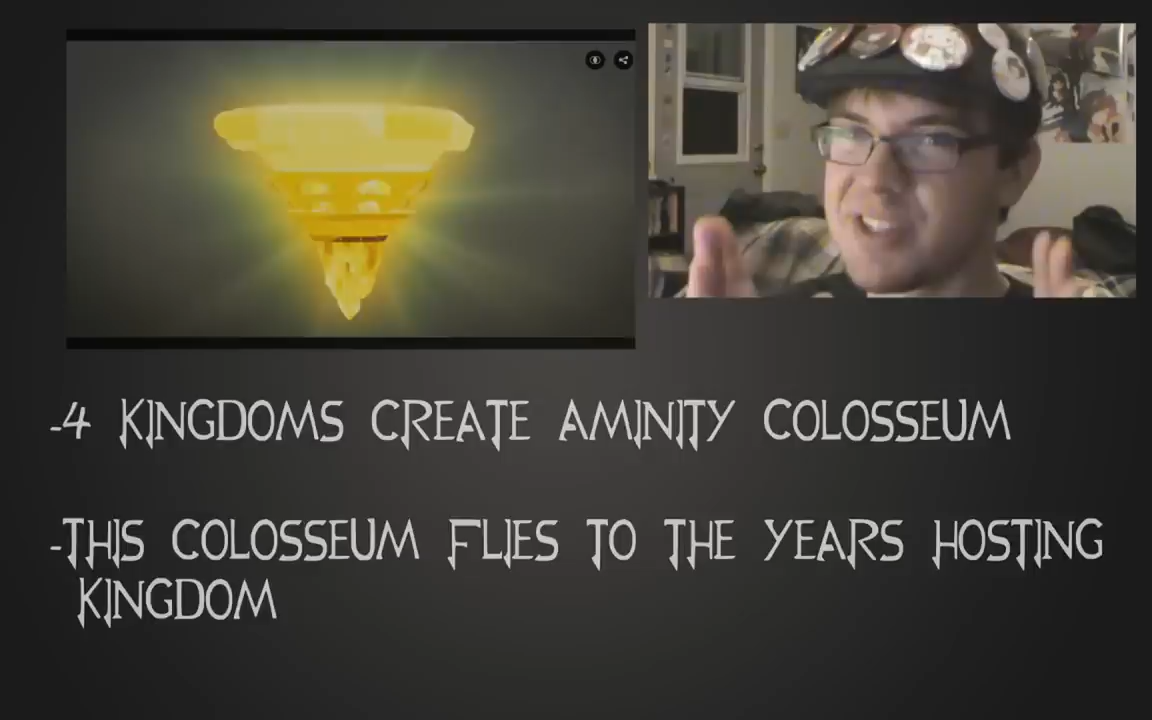 -4 KINGDOMS CREATE AMINITY COLOSSEUM
-THIS COLOSSEUM FLIES TO THE YEARS HOSTING
KINGDOM